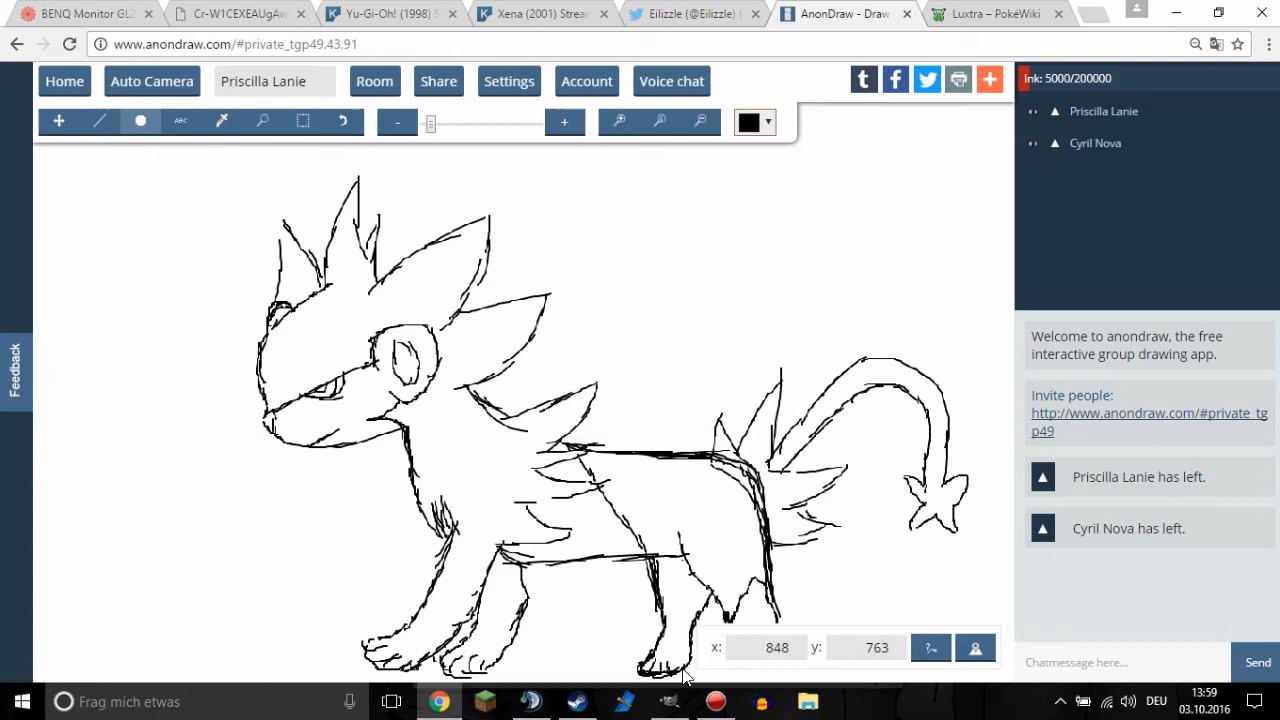 BENQ Monitor GLZ
Cr-W1CEXEAUgAw
Yu-Gi-Oh! (1998) S
Xena (2001) Stream
Eilizzle (@Eilizzle) |
AnonDraw - Draw
Luxtra – PokéWiki
www.anondraw.com/#private_tgp49,43,91
Home
Auto Camera
Priscilla Lanie
Room
Share
Settings
Account
Voice chat
Ink: 5000/200000
ABC
Priscilla Lanie
Cyril Nova
Feedback
Welcome to anondraw, the free
interactive group drawing app.
Invite people:
http://www.anondraw.com/#private_tg
p49
Priscilla Lanie has left.
Cyril Nova has left.
x: 848 y: 763
Chatmessage here...
Send
Frag mich etwas
DEU
13:59
03.10.2016